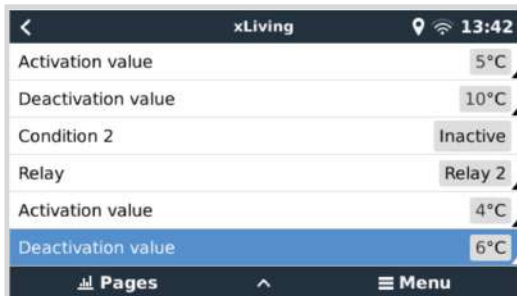 xLiving 13:42
Activation value 5°C
Deactivation value 10°C
Condition 2 Inactive
Relay Relay 2
Activation value 4°C
Deactivation value 6°C
Pages Menu